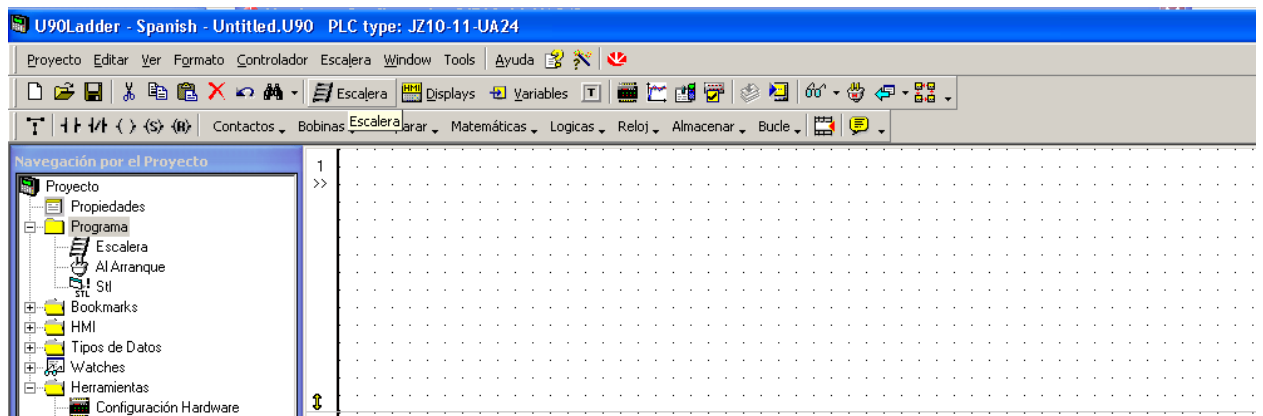 U90Ladder - Spanish - Untitled.U90 PLC type: JZ10-11-UA24
Proyecto Editar Ver Formato Controlador Escalera Window Tools Ayuda
Escalera Displays Variables T
T (S) (R) Contactos Bobinas Escalera arar Matemáticas Logicas Reloj Almacenar Bucle
Navegación por el Proyecto
1
>>
Proyecto
Propiedades
Programa
Escalera
Al Arranque
Stl
Bookmarks
HMI
Tipos de Datos
Watches
Herramientas
Configuración Hardware